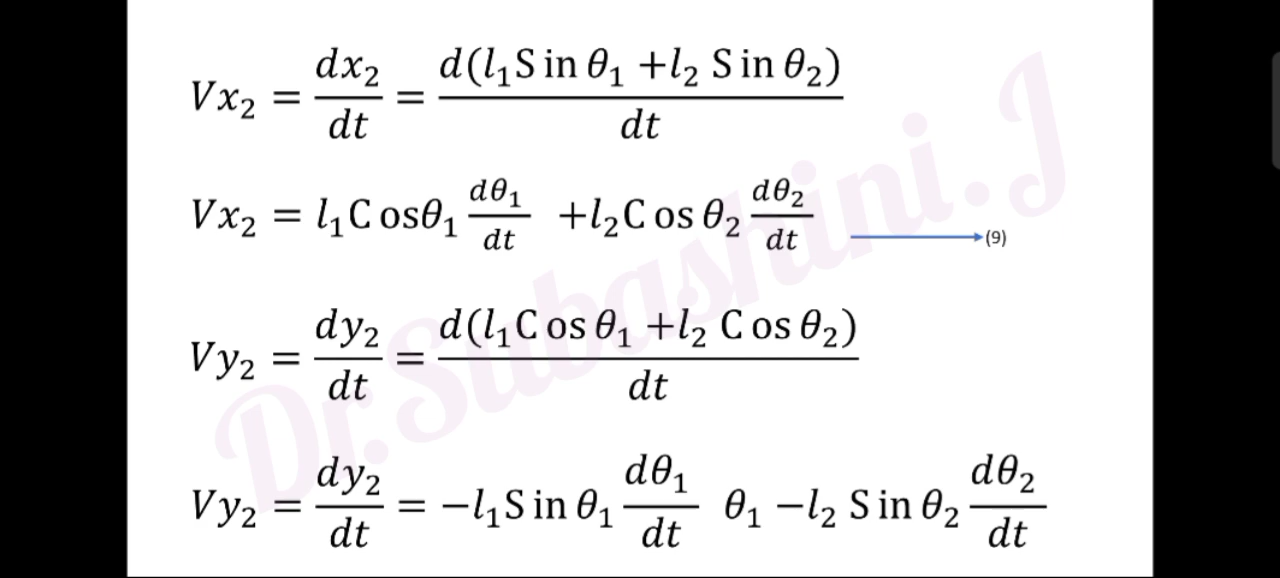 Vx₂ = dx₂/dt = d(l₁Sin θ₁ +l₂ Sin θ₂)/dt
Vx₂ = l₁Cosθ₁ dθ₁/dt +l₂Cos θ₂ dθ₂/dt (9)
Vy₂ = dy₂/dt = d(l₁Cos θ₁ +l₂ Cos θ₂)/dt
Vy₂ = dy₂/dt = −l₁Sin θ₁ dθ₁/dt θ₁ −l₂ Sin θ₂ dθ₂/dt
Dr.Subashini.J